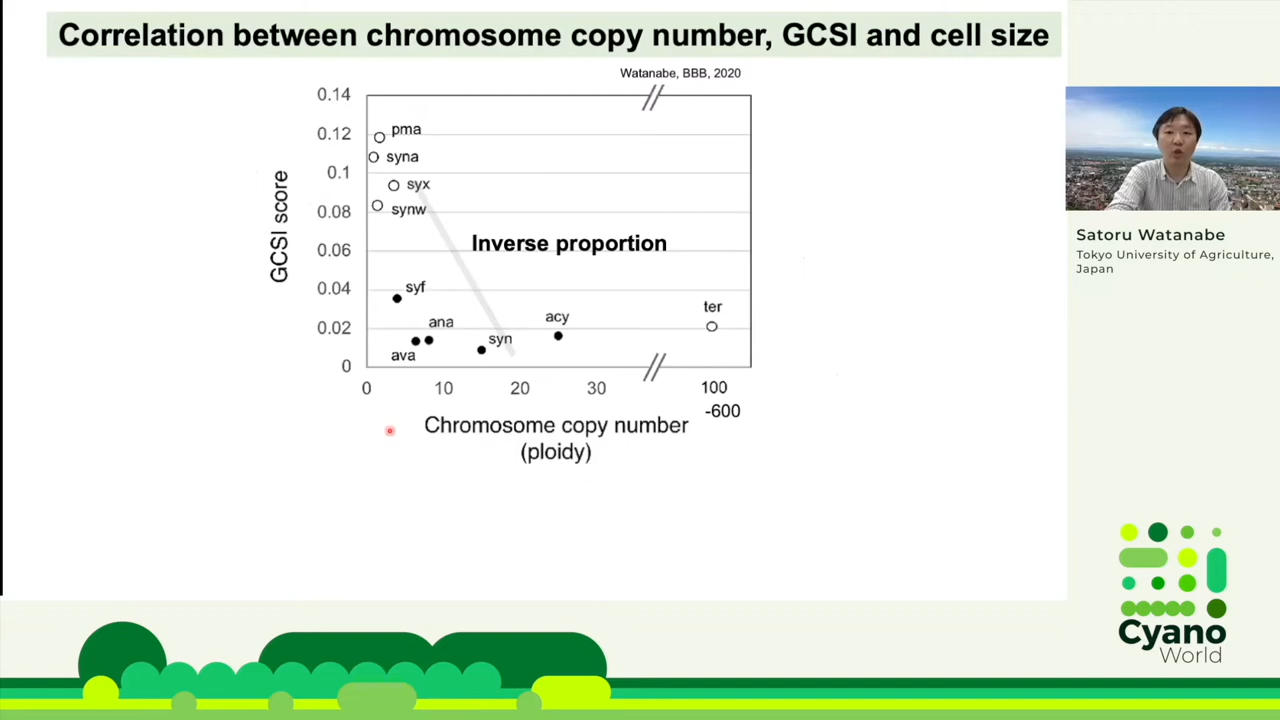 Correlation between chromosome copy number, GCSI and cell size
Watanabe, BBB, 2020
0.14
0.12
0.1
0.08
0.06
0.04
0.02
0
GCSI score
pma
syna
syx
synw
Inverse proportion
syf
ana
ava
syn
acy
ter
0
10
20
30
100
-600
Chromosome copy number
(ploidy)
Satoru Watanabe
Tokyo University of Agriculture,
Japan
Cyano
World